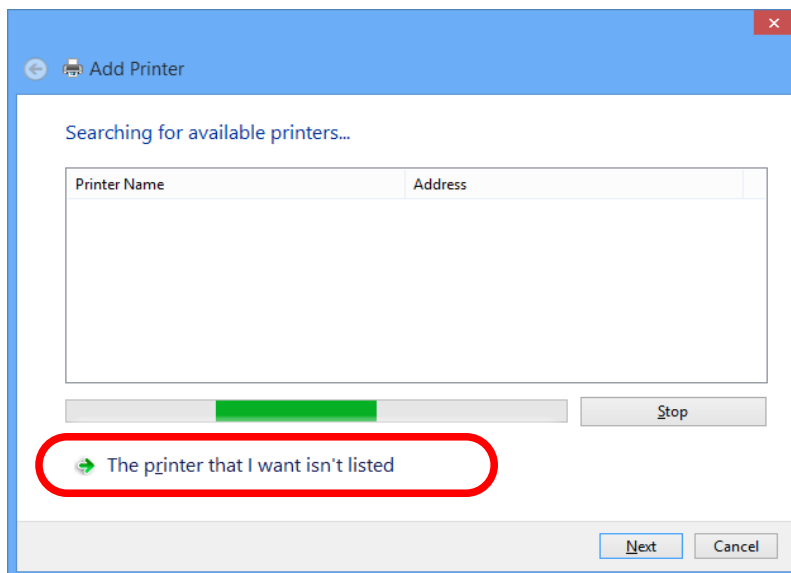 Add Printer
Searching for available printers...
Printer Name Address
Stop
The printer that I want isn't listed
Next Cancel